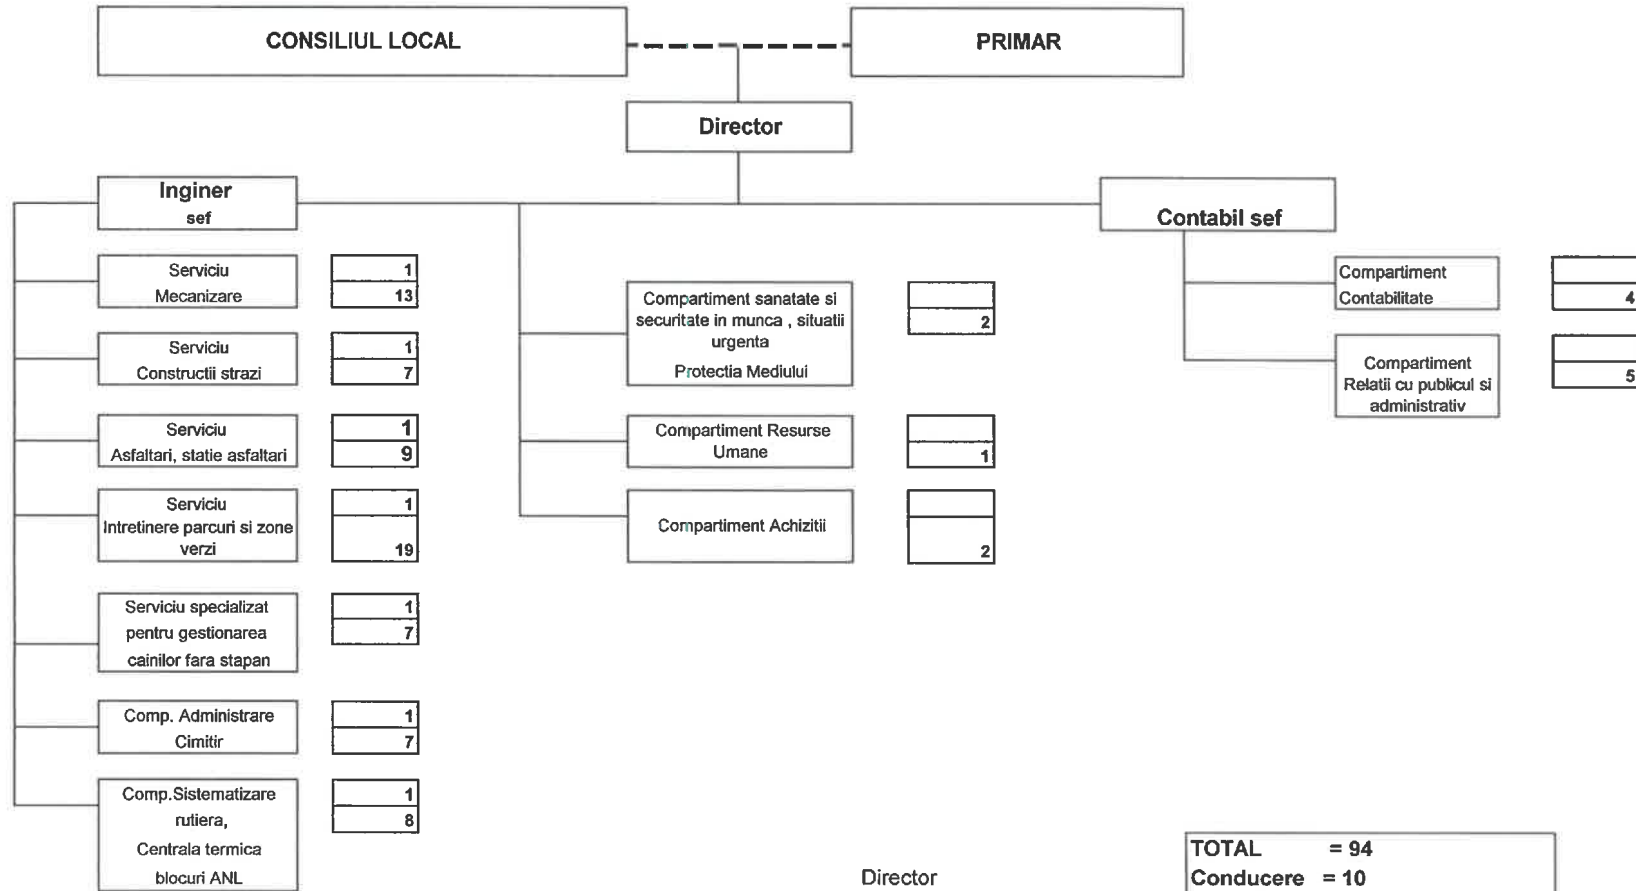 CONSILIUL LOCAL
PRIMAR
Director
Inginer
sef
Contabil sef
Serviciu
Mecanizare
1
13
Serviciu
Constructii strazi
1
7
Serviciu
Asfaltari, statie asfaltari
1
9
Serviciu
Intretinere parcuri si zone
verzi
1
19
Serviciu specializat
pentru gestionarea
cainilor fara stapan
1
7
Comp. Administrare
Cimitir
1
7
Comp.Sistematizare
rutiera,
Centrala termica
blocuri ANL
1
8
Compartiment sanatate si
securitate in munca , situatii
urgenta
Protectia Mediului
2
Compartiment Resurse
Umane
1
Compartiment Achizitii
2
Compartiment
Contabilitate
4
Compartiment
Relatii cu publicul si
administrativ
5
Director
TOTAL = 94
Conducere = 10